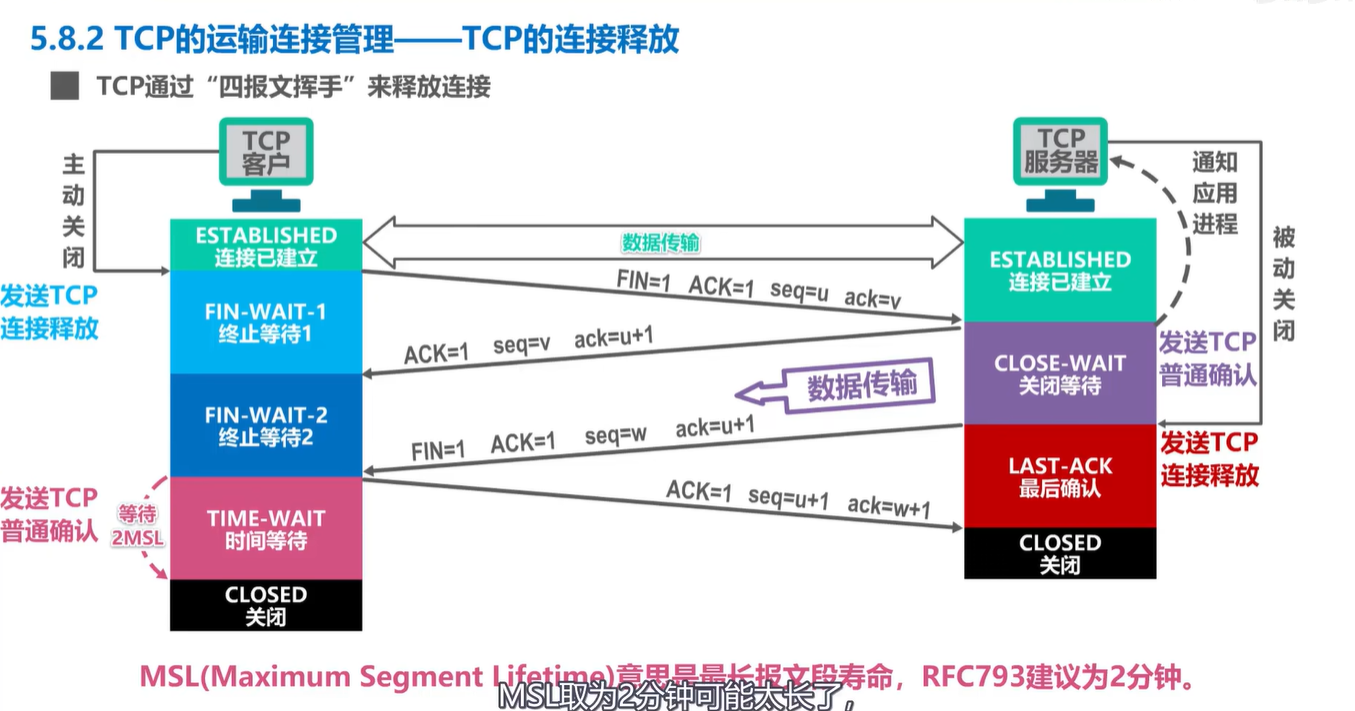 5.8.2 TCP的运输连接管理——TCP的连接释放
TCP通过“四报文挥手”来释放连接
TCP
客户
TCP
服务器
主动关闭
通知
应用
进程
被动关闭
ESTABLISHED
连接已建立
数据传输
ESTABLISHED
连接已建立
发送TCP
连接释放
FIN=1 ACK=1 seq=u ack=v
FIN-WAIT-1
终止等待1
ACK=1 seq=v ack=u+1
CLOSE-WAIT
关闭等待
发送TCP
普通确认
数据传输
FIN-WAIT-2
终止等待2
FIN=1 ACK=1 seq=w ack=u+1
LAST-ACK
最后确认
发送TCP
连接释放
发送TCP
普通确认
等待
2MSL
TIME-WAIT
时间等待
ACK=1 seq=u+1 ack=w+1
CLOSED
关闭
CLOSED
关闭
MSL(Maximum Segment Lifetime)意思是最长报文段寿命，RFC793建议为2分钟。
MSL取为2分钟可能太长了，